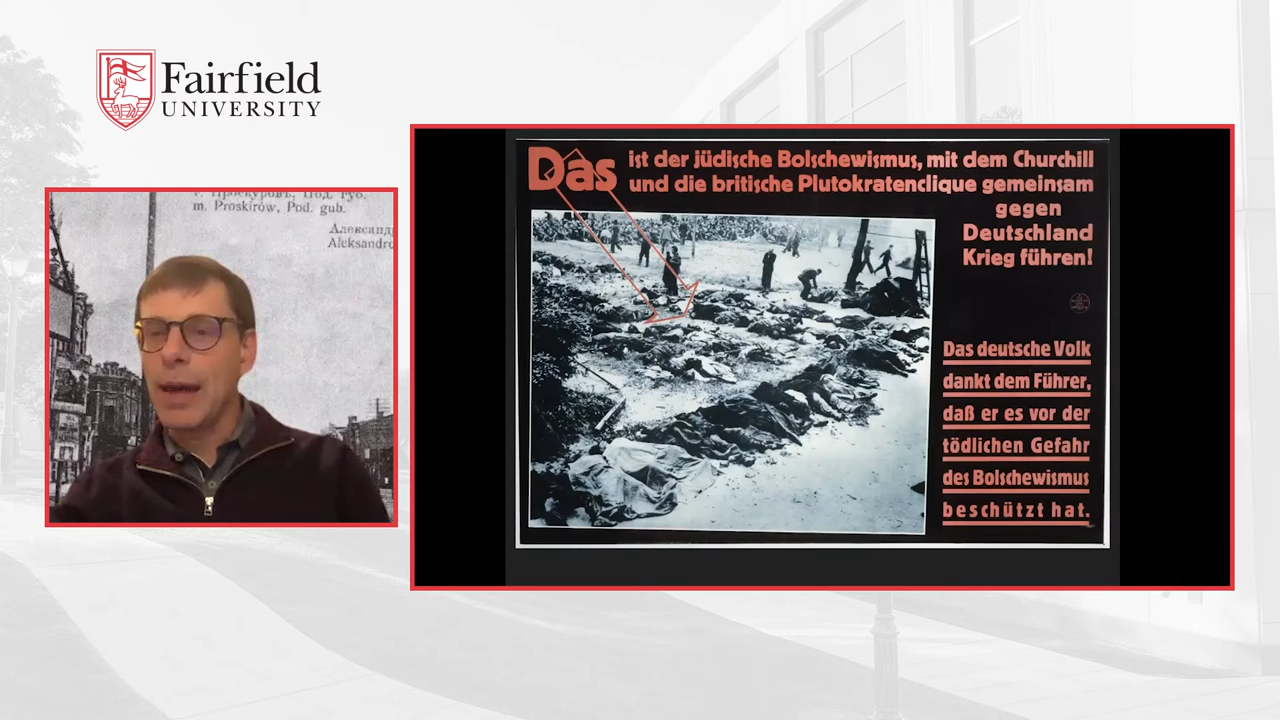 Fairfield
UNIVERSITY
m. Proskirów, Pod. gub.
Александр
Aleksandro
Das ist der jüdische Bolschewismus, mit dem Churchill
und die britische Plutokratenclique gemeinsam
gegen
Deutschland
Krieg führen!
Das deutsche Volk
dankt dem Führer,
daß er es vor der
tödlichen Gefahr
des Bolschewismus
beschützt hat.